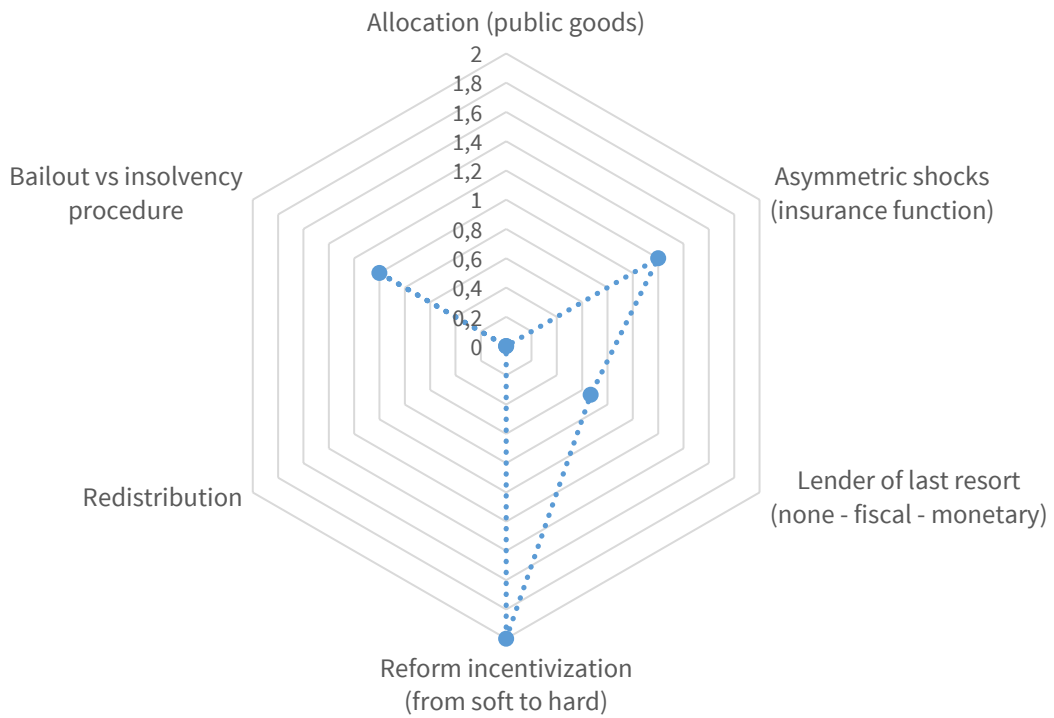 Allocation (public goods)
2
1,8
1,6
1,4
1,2
1
0,8
0,6
0,4
0,2
0
Bailout vs insolvency
procedure
Asymmetric shocks
(insurance function)
Redistribution
Lender of last resort
(none - fiscal - monetary)
Reform incentivization
(from soft to hard)